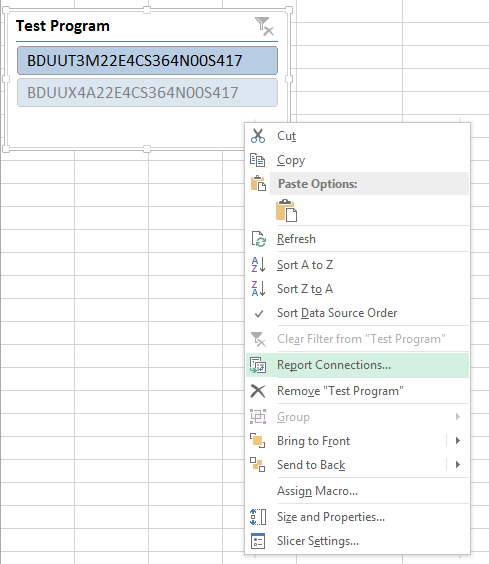 Test Program
BDUUT3M22E4CS364N00S417
BDUUX4A22E4CS364N00S417
Cut
Copy
Paste Options:
Refresh
Sort A to Z
Sort Z to A
Sort Data Source Order
Clear Filter from "Test Program"
Report Connections...
Remove "Test Program"
Group
Bring to Front
Send to Back
Assign Macro...
Size and Properties...
Slicer Settings...